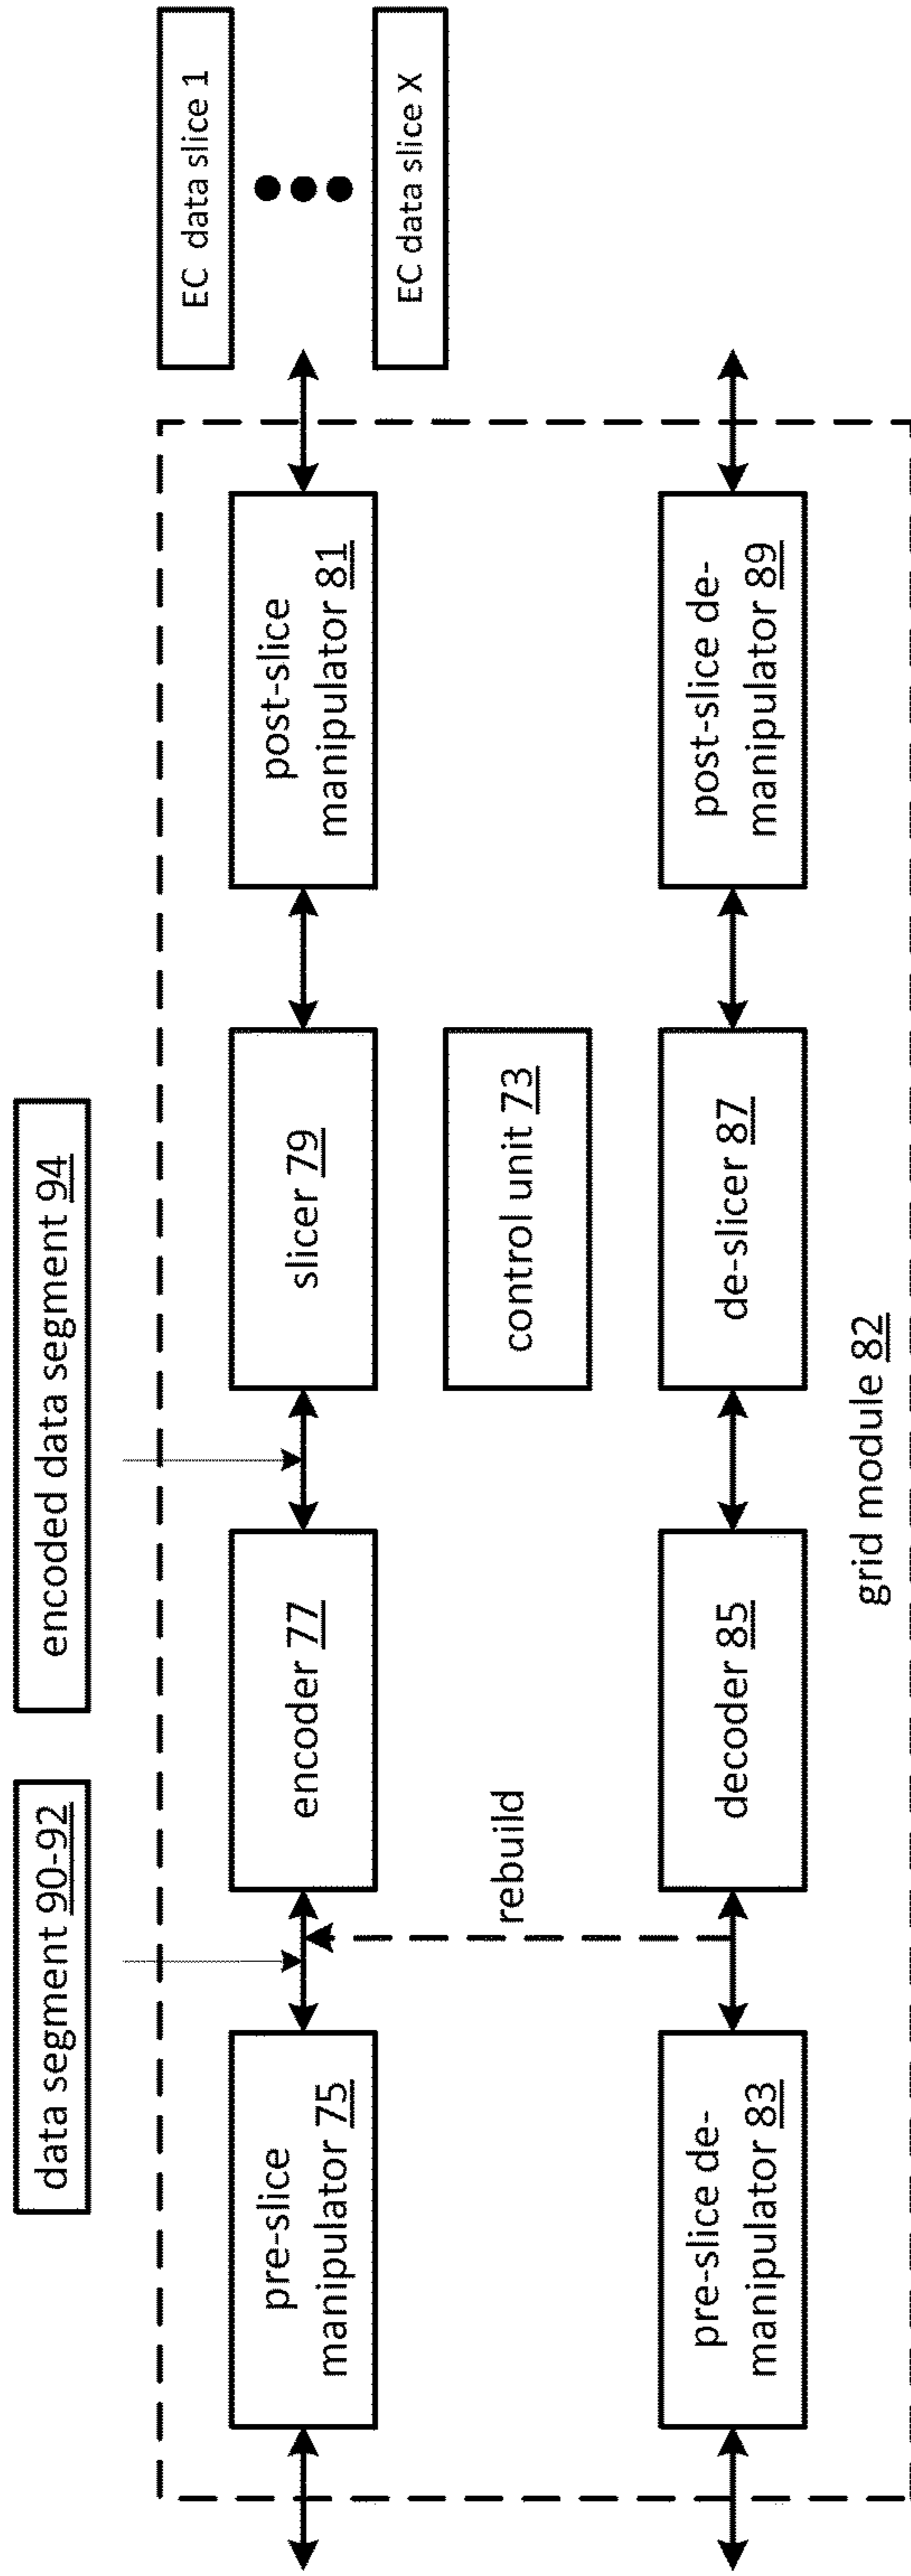 data segment 90-92
encoded data segment 94
pre-slice
manipulator 75
encoder 77
slicer 79
post-slice
manipulator 81
EC  data slice 1
EC data slice X
rebuild
control unit 73
pre-slice de-
manipulator 83
decoder 85
de-slicer 87
post-slice de-
manipulator 89
grid module 82